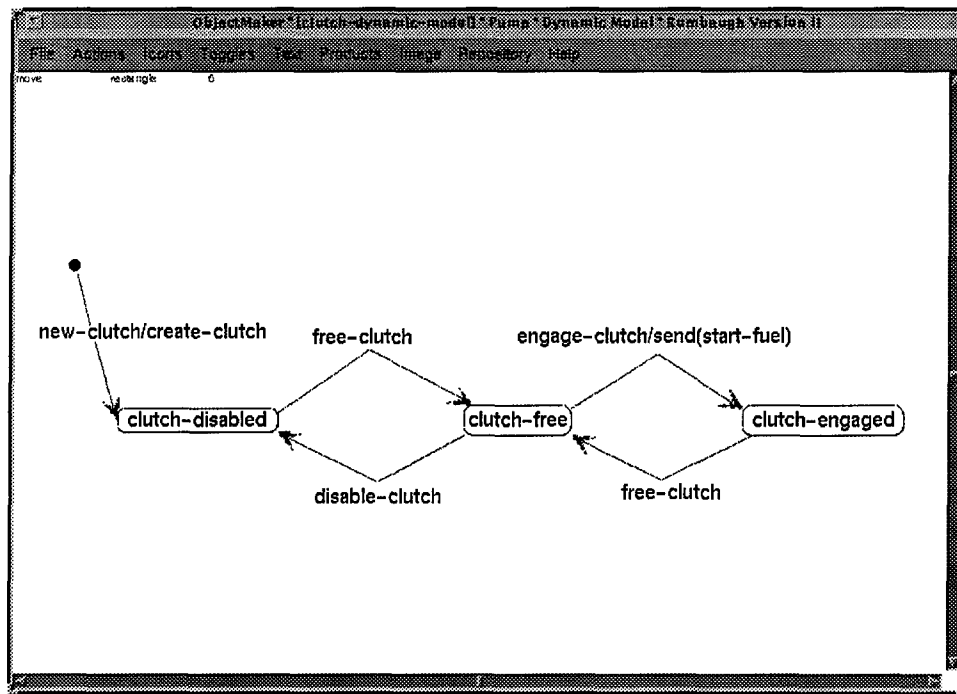 ObjectMaker * [clutch-dynamic-model] * Pump * Dynamic Model * Rumbaugh Version II
File Actions Icons Toggles Text Products Image Repository Help
move rectangle 6
new-clutch/create-clutch
free-clutch
engage-clutch/send(start-fuel)
clutch-disabled
clutch-free
clutch-engaged
disable-clutch
free-clutch